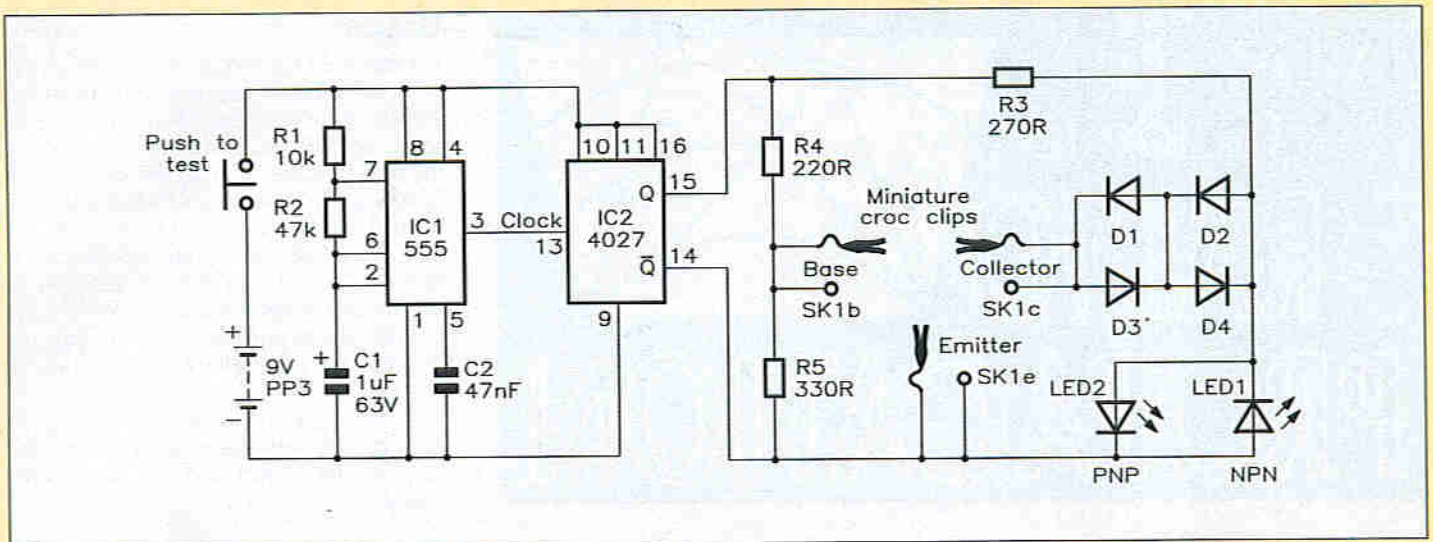 Push to
test
R1
10k
R2
47k
7
6
2
8
4
IC1
555
1
5
3
Clock
13
+
9V
PP3
−
+
C1
1uF
63V
C2
47nF
10
11
16
IC2
4027
Q
15
Q̅
14
9
R4
220R
R5
330R
R3
270R
Miniature
croc clips
Base
SK1b
Collector
SK1c
Emitter
SK1e
D1
D2
D3
D4
LED2
LED1
PNP
NPN